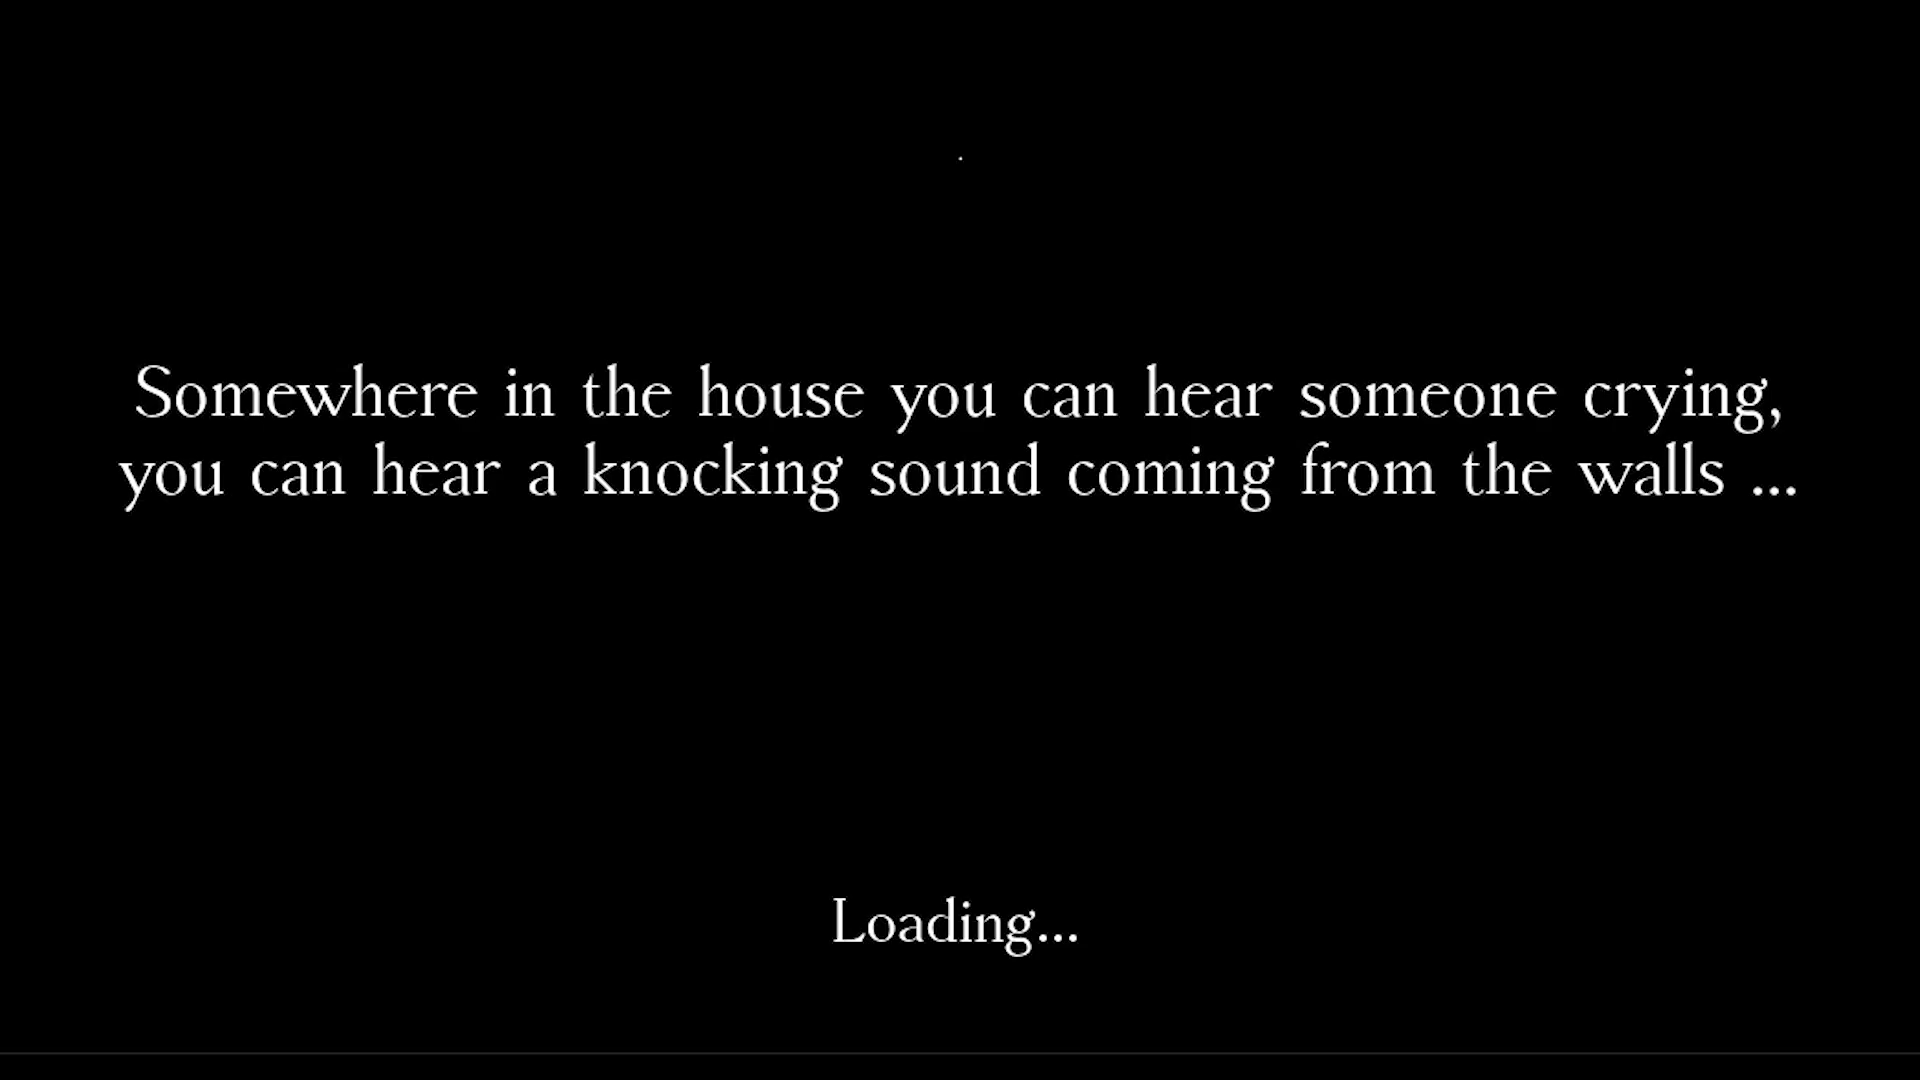 Somewhere in the house you can hear someone crying,
you can hear a knocking sound coming from the walls ...
Loading...